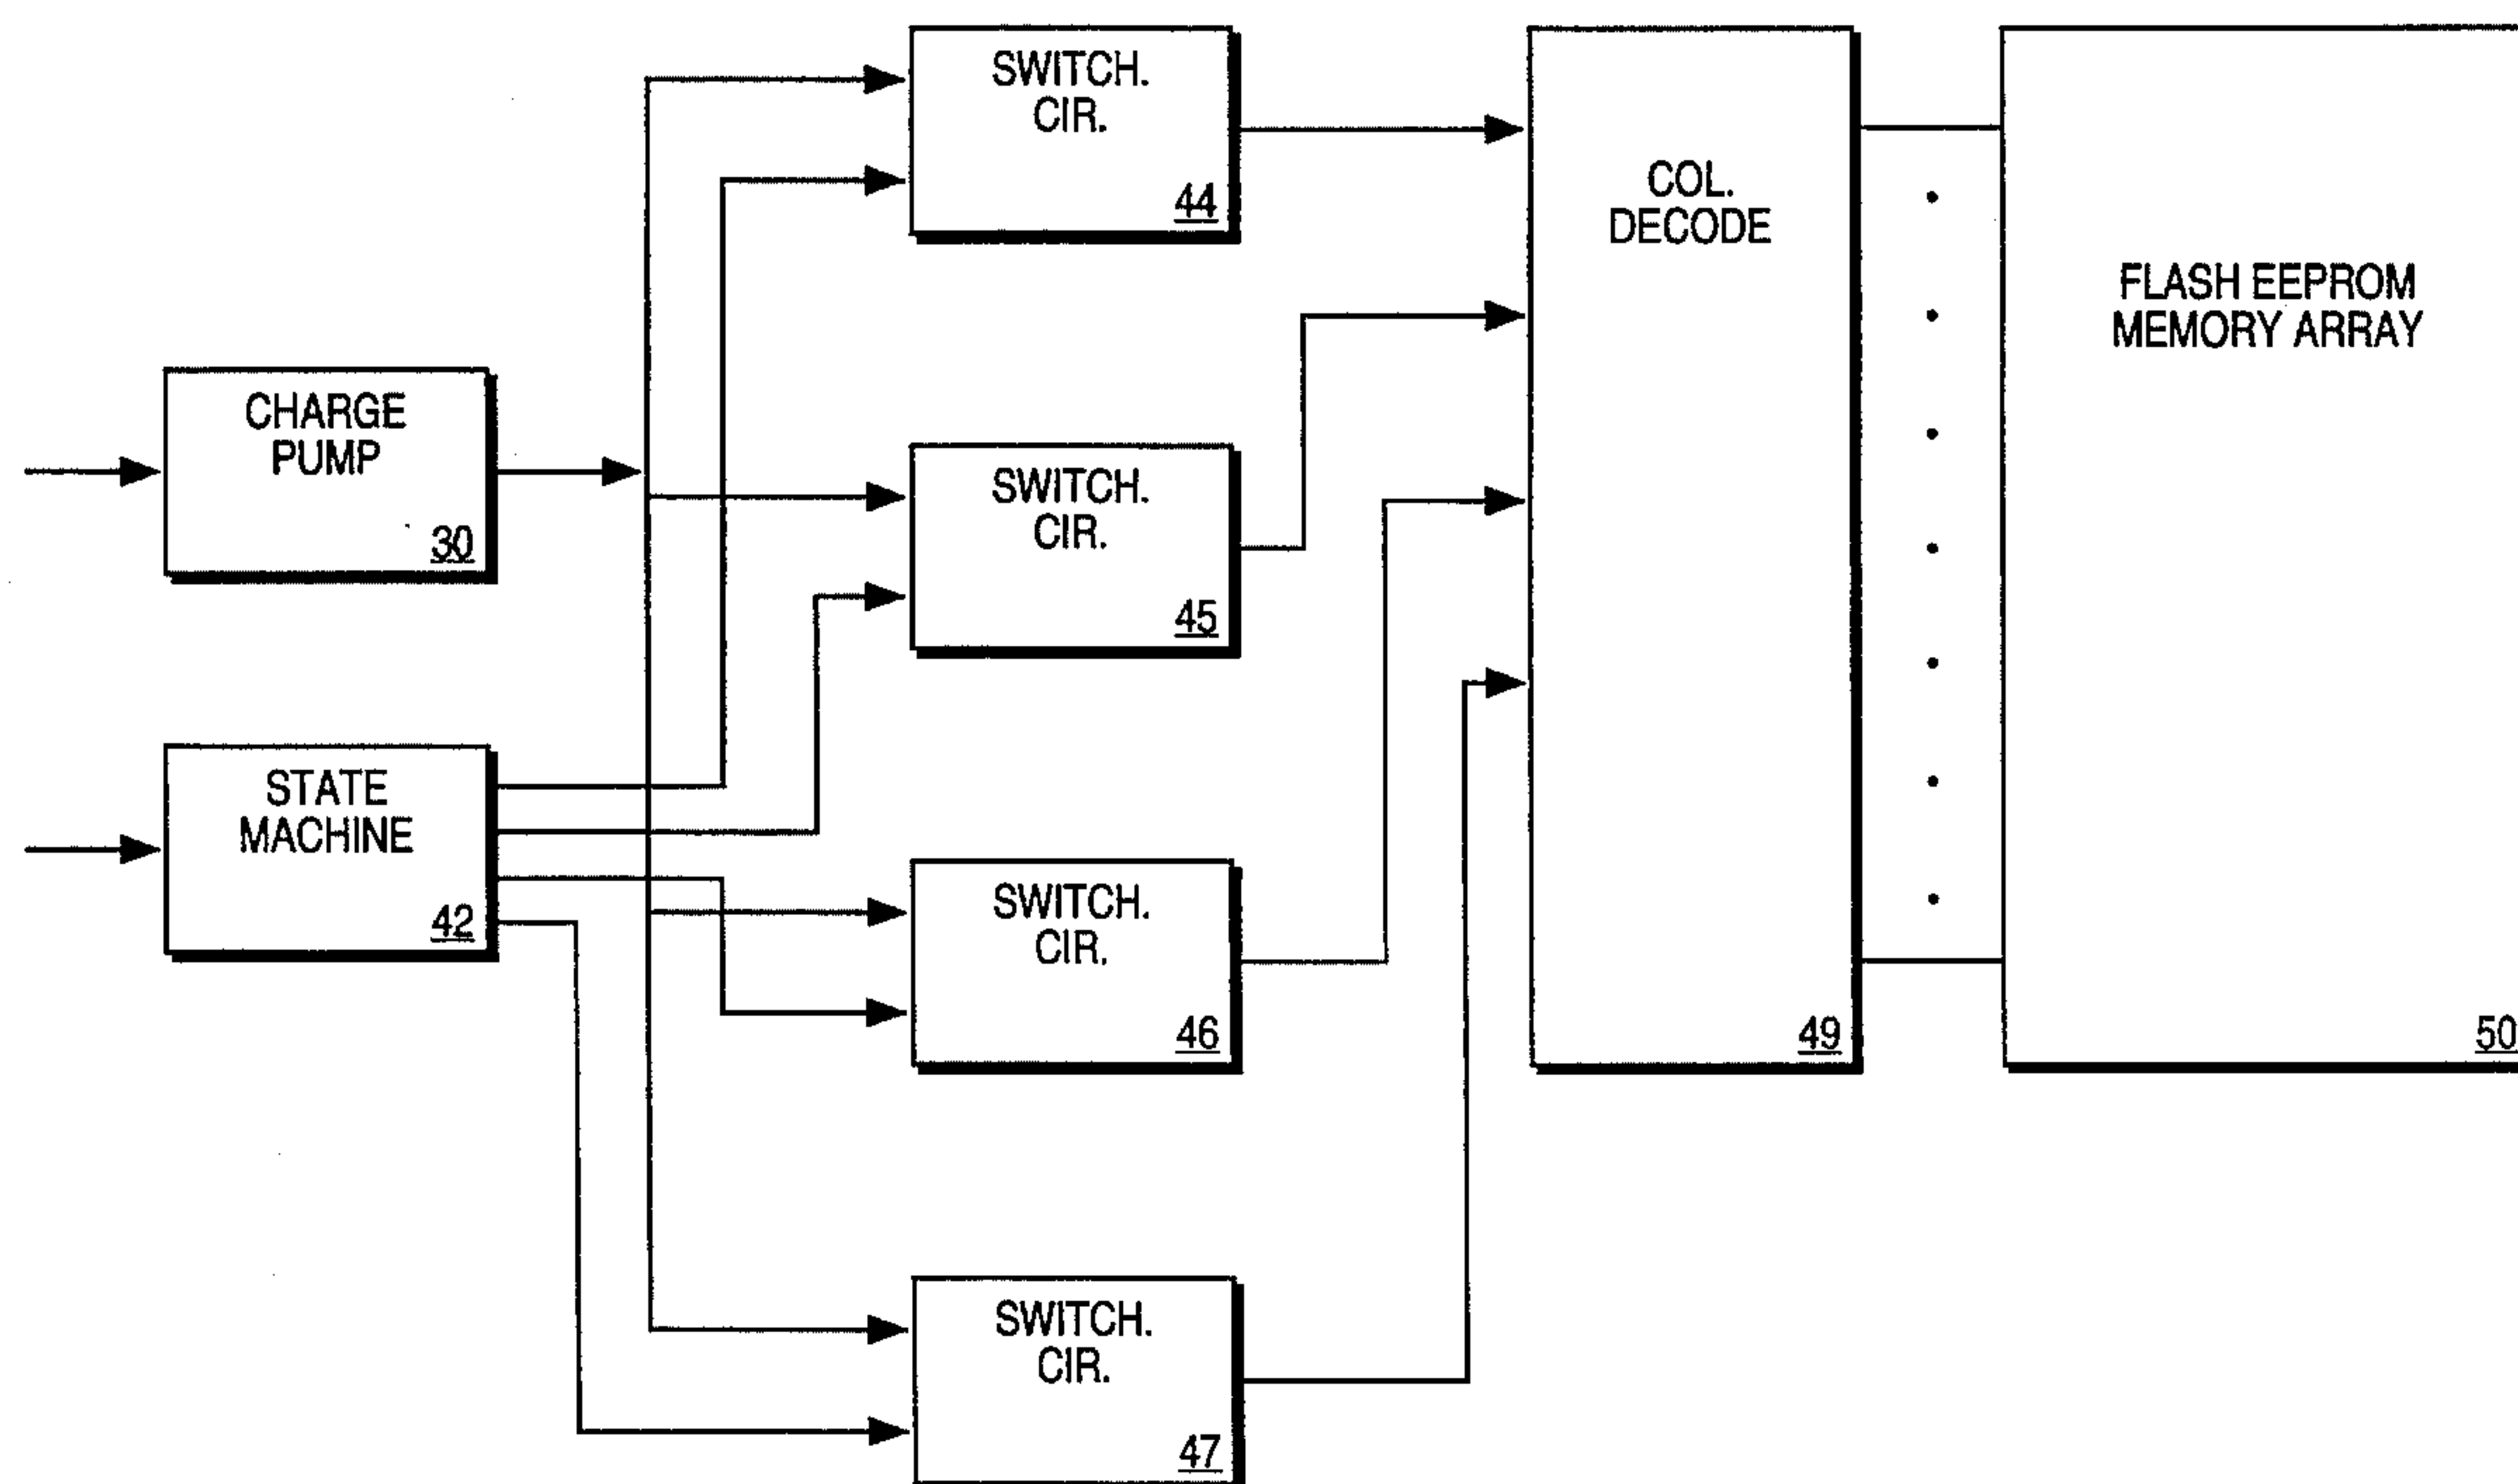 CHARGE
PUMP
30
STATE
MACHINE
42
SWITCH.
CIR.
44
SWITCH.
CIR.
45
SWITCH.
CIR.
46
SWITCH.
CIR.
47
COL.
DECODE
49
FLASH EEPROM
MEMORY ARRAY
50